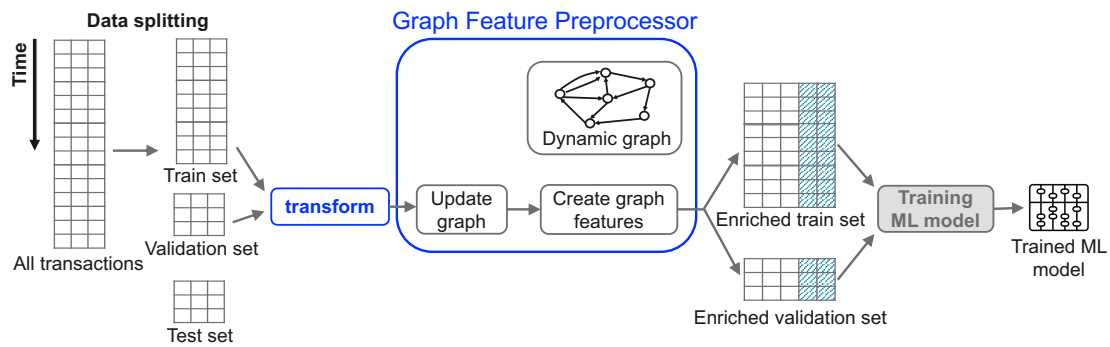 Data splitting
Graph Feature Preprocessor
Time
Dynamic graph
Train set
transform
Update
graph
Create graph
features
Enriched train set
Training
ML model
Trained ML
model
Validation set
All transactions
Enriched validation set
Test set